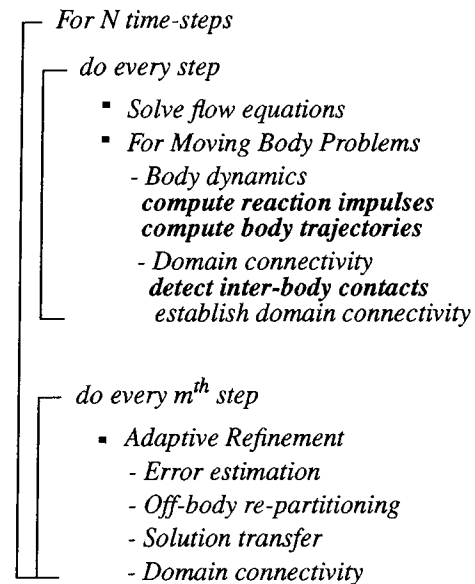 For N time-steps
do every step
▪ Solve flow equations
▪ For Moving Body Problems
- Body dynamics
compute reaction impulses
compute body trajectories
- Domain connectivity
detect inter-body contacts
establish domain connectivity
do every mth step
▪ Adaptive Refinement
- Error estimation
- Off-body re-partitioning
- Solution transfer
- Domain connectivity